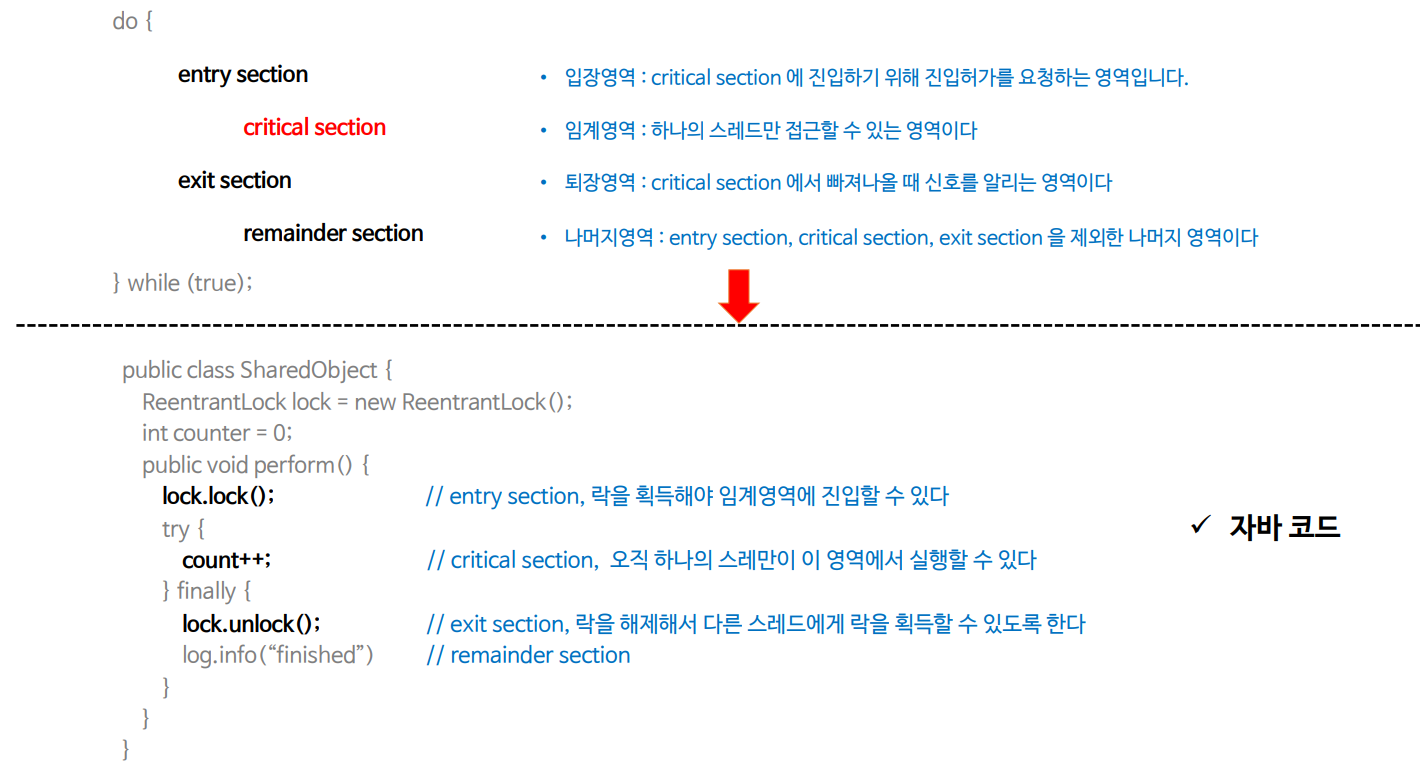 do {
entry section • 입장영역 : critical section 에 진입하기 위해 진입허가를 요청하는 영역입니다.
critical section • 임계영역 : 하나의 스레드만 접근할 수 있는 영역이다
exit section • 퇴장영역 : critical section 에서 빠져나올 때 신호를 알리는 영역이다
remainder section • 나머지영역 : entry section, critical section, exit section 을 제외한 나머지 영역이다
} while (true);
public class SharedObject {
ReentrantLock lock = new ReentrantLock();
int counter = 0;
public void perform() {
lock.lock(); // entry section, 락을 획득해야 임계영역에 진입할 수 있다
try {
✓ 자바 코드
count++; // critical section, 오직 하나의 스레만이 이 영역에서 실행할 수 있다
} finally {
lock.unlock(); // exit section, 락을 해제해서 다른 스레드에게 락을 획득할 수 있도록 한다
log.info(“finished”) // remainder section
}
}
}